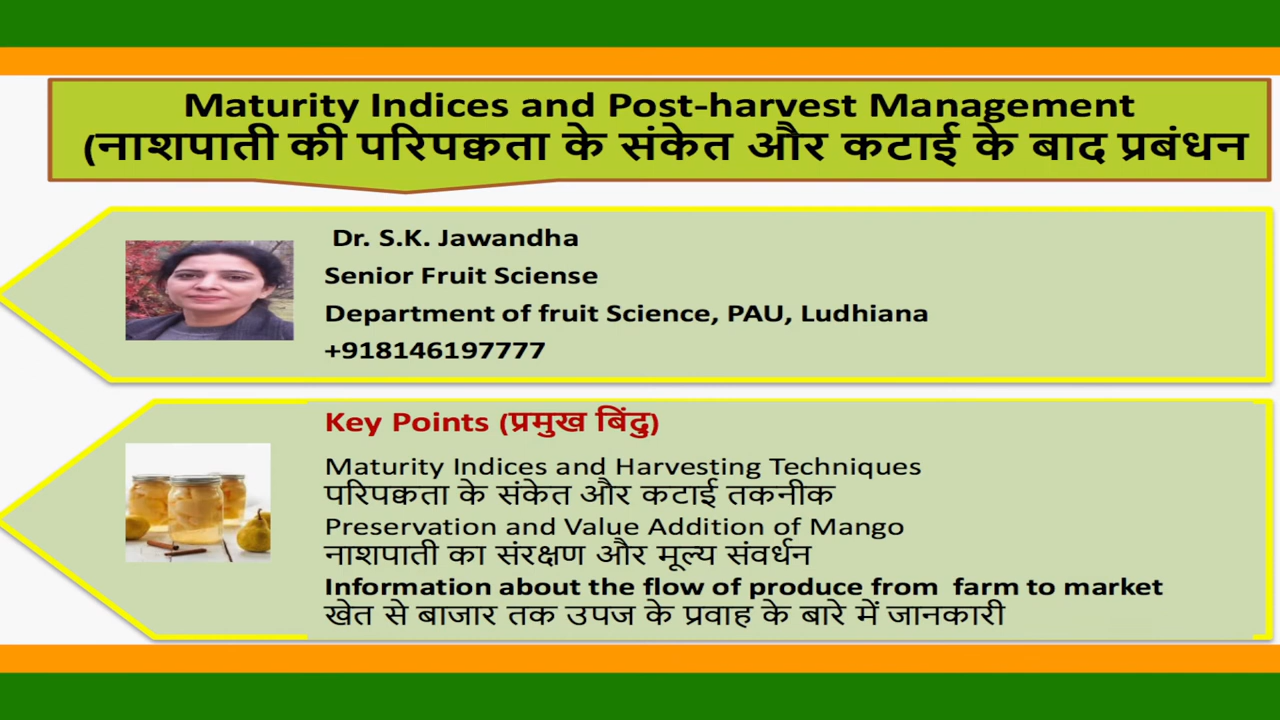 Maturity Indices and Post-harvest Management
(नाशपाती की परिपक्वता के संकेत और कटाई के बाद प्रबंधन
Dr. S.K. Jawandha
Senior Fruit Sciense
Department of fruit Science, PAU, Ludhiana
+918146197777
Key Points (प्रमुख बिंदु)
Maturity Indices and Harvesting Techniques
परिपक्वता के संकेत और कटाई तकनीक
Preservation and Value Addition of Mango
नाशपाती का संरक्षण और मूल्य संवर्धन
Information about the flow of produce from farm to market
खेत से बाजार तक उपज के प्रवाह के बारे में जानकारी